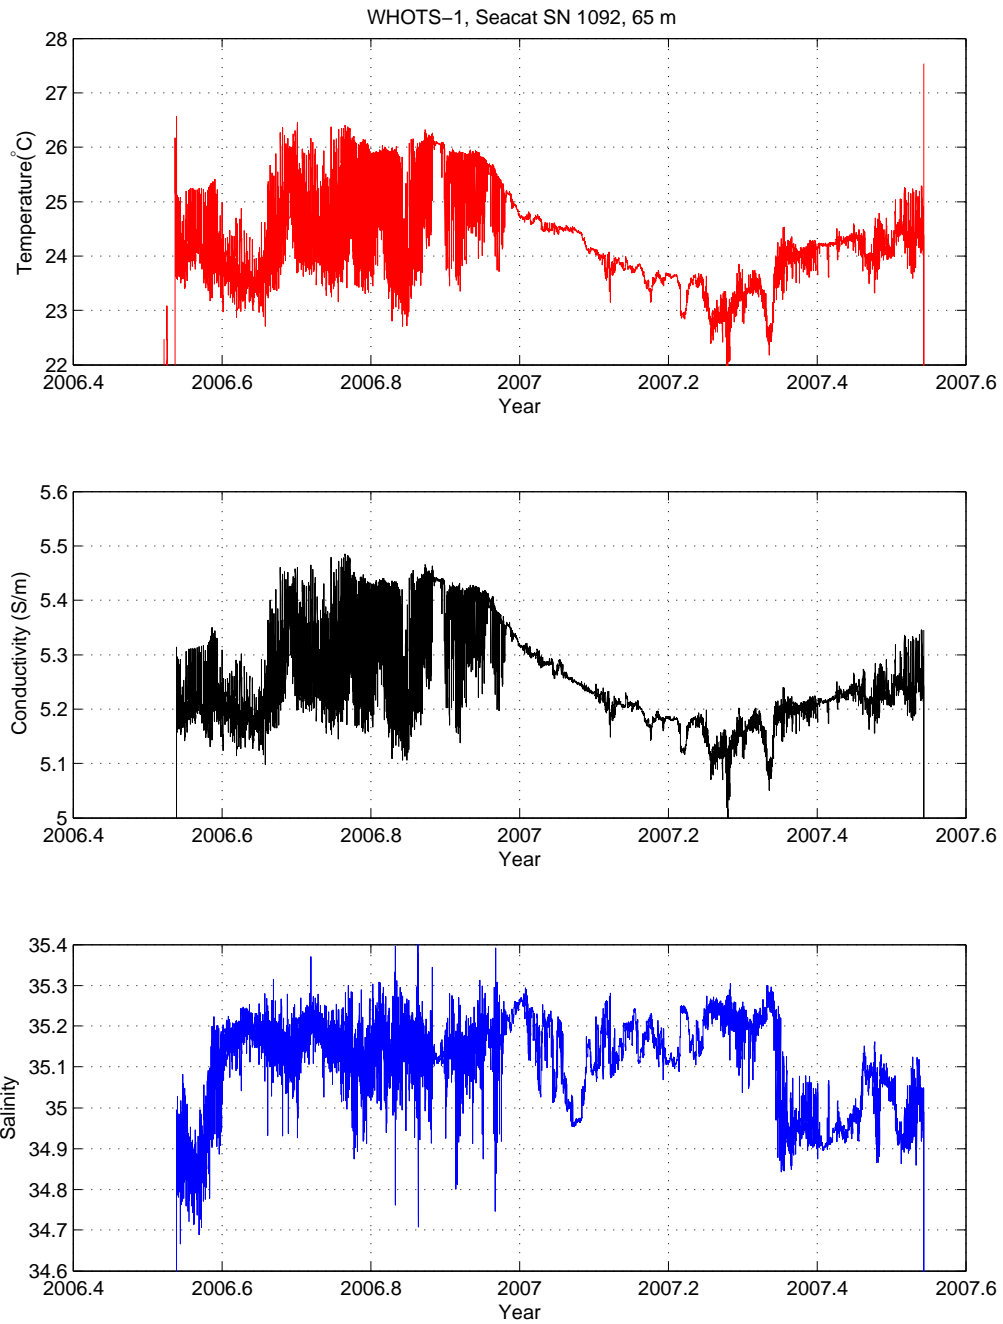 WHOTS−1, Seacat SN 1092, 65 m
28
27
26
25
24
23
22
Temperature(°C)
2006.4 2006.6 2006.8 2007 2007.2 2007.4 2007.6
Year
5.6
5.5
5.4
5.3
5.2
5.1
5
Conductivity (S/m)
2006.4 2006.6 2006.8 2007 2007.2 2007.4 2007.6
Year
35.4
35.3
35.2
35.1
35
34.9
34.8
34.7
34.6
Salinity
2006.4 2006.6 2006.8 2007 2007.2 2007.4 2007.6
Year